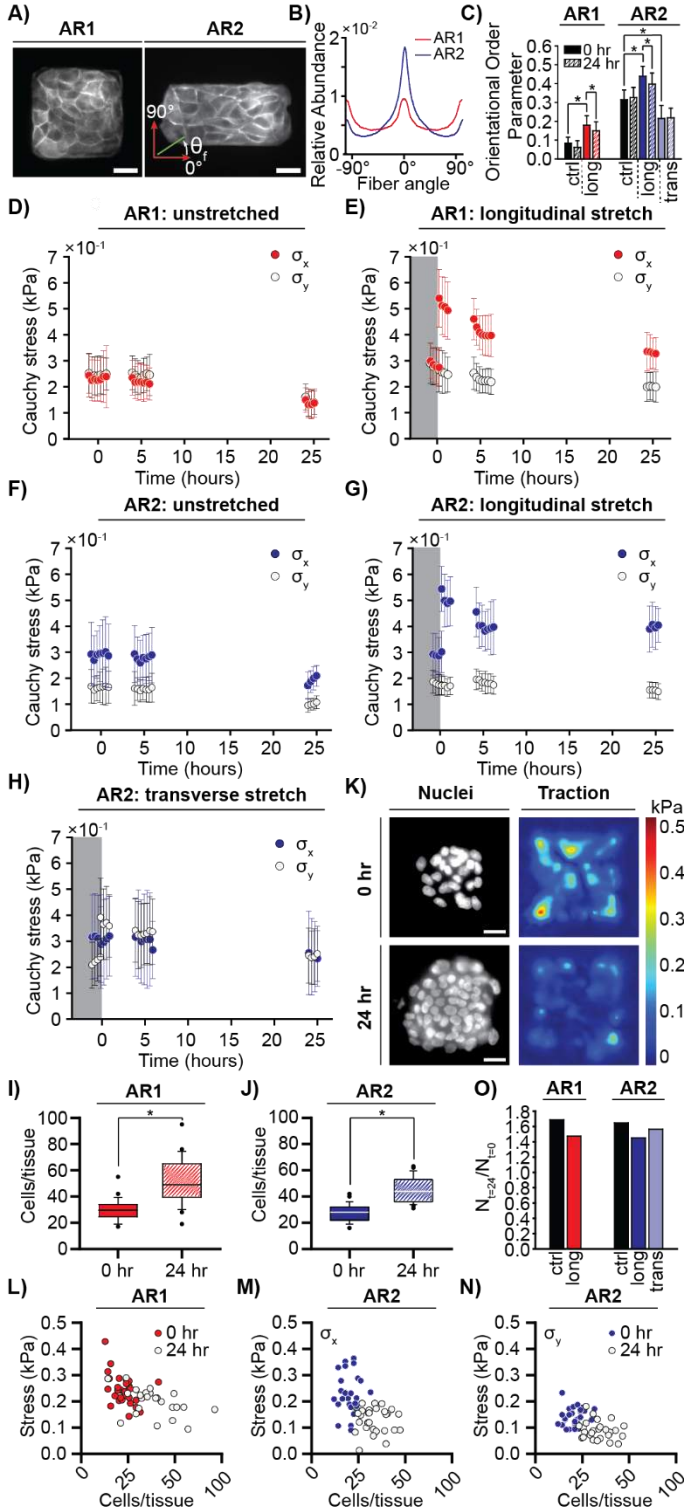 A)
AR1
AR2
90°
θf
0°
B)
×10⁻²
2
1
0
Relative Abundance
AR1
AR2
-90°
0°
90°
Fiber angle
C)
AR1
AR2
Orientational Order
Parameter
0.6
0.5
0.4
0.3
0.2
0.1
0.0
0 hr
24 hr
*
*
*
*
*
ctrl
long
ctrl
long
trans
D)
AR1: unstretched
×10⁻¹
Cauchy stress (kPa)
7
6
5
4
3
2
1
0
σx
σy
0
5
10
15
20
25
Time (hours)
E)
AR1: longitudinal stretch
×10⁻¹
Cauchy stress (kPa)
7
6
5
4
3
2
1
0
σx
σy
0
5
10
15
20
25
Time (hours)
F)
AR2: unstretched
×10⁻¹
Cauchy stress (kPa)
7
6
5
4
3
2
1
0
σx
σy
0
5
10
15
20
25
Time (hours)
G)
AR2: longitudinal stretch
×10⁻¹
Cauchy stress (kPa)
7
6
5
4
3
2
1
0
σx
σy
0
5
10
15
20
25
Time (hours)
H)
AR2: transverse stretch
×10⁻¹
Cauchy stress (kPa)
7
6
5
4
3
2
1
0
σx
σy
0
5
10
15
20
25
Time (hours)
K)
Nuclei
Traction
kPa
0 hr
24 hr
0.5
0.4
0.3
0.2
0.1
0
I)
AR1
Cells/tissue
100
80
60
40
20
0
*
0 hr
24 hr
J)
AR2
Cells/tissue
100
80
60
40
20
0
*
0 hr
24 hr
O)
AR1
AR2
Nt=24/Nt=0
1.8
1.6
1.4
1.2
1.0
ctrl
long
ctrl
long
trans
L)
AR1
Stress (kPa)
0.5
0.4
0.3
0.2
0.1
0.0
0 hr
24 hr
0
25
50
75
100
Cells/tissue
M)
AR2
σx
Stress (kPa)
0.5
0.4
0.3
0.2
0.1
0.0
0
25
50
75
100
Cells/tissue
N)
AR2
σy
Stress (kPa)
0.5
0.4
0.3
0.2
0.1
0.0
0 hr
24 hr
0
25
50
75
100
Cells/tissue